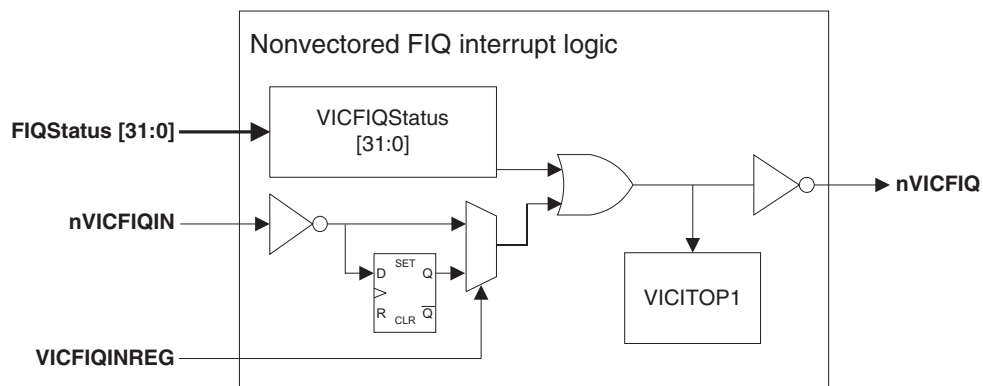 Nonvectored FIQ interrupt logic
VICFIQStatus
[31:0]
FIQStatus [31:0]
nVICFIQ
nVICFIQIN
SET
D Q
R Q
CLR
VICITOP1
VICFIQINREG